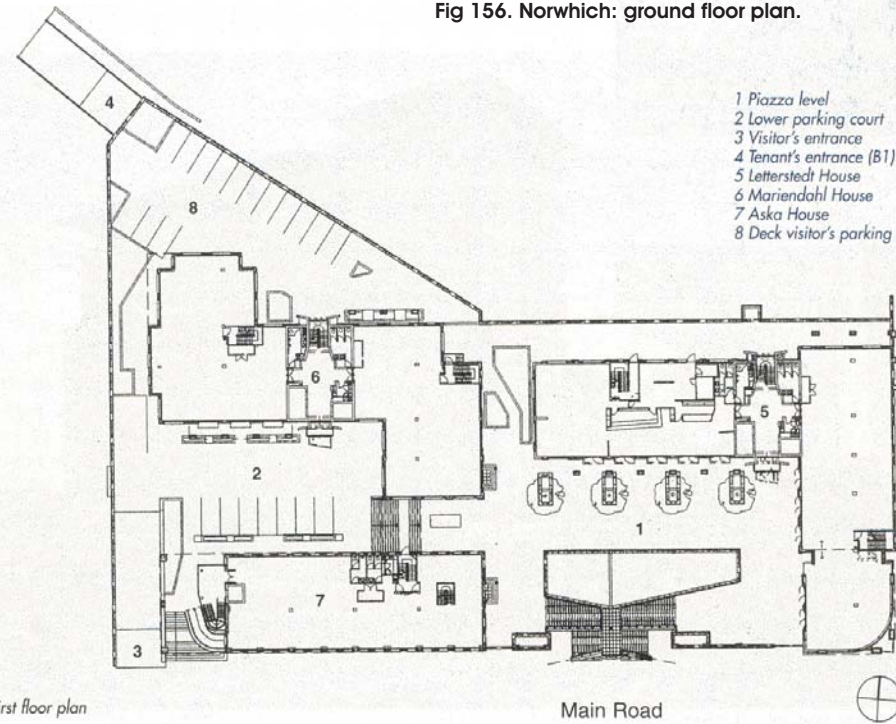 Fig 156. Norwhich: ground floor plan.
1 Piazza level
2 Lower parking court
3 Visitor's entrance
4 Tenant's entrance (B1)
5 Letterstedt House
6 Mariendahl House
7 Aska House
8 Deck visitor's parking
4
8
6
5
2
1
7
3
irst floor plan
Main Road